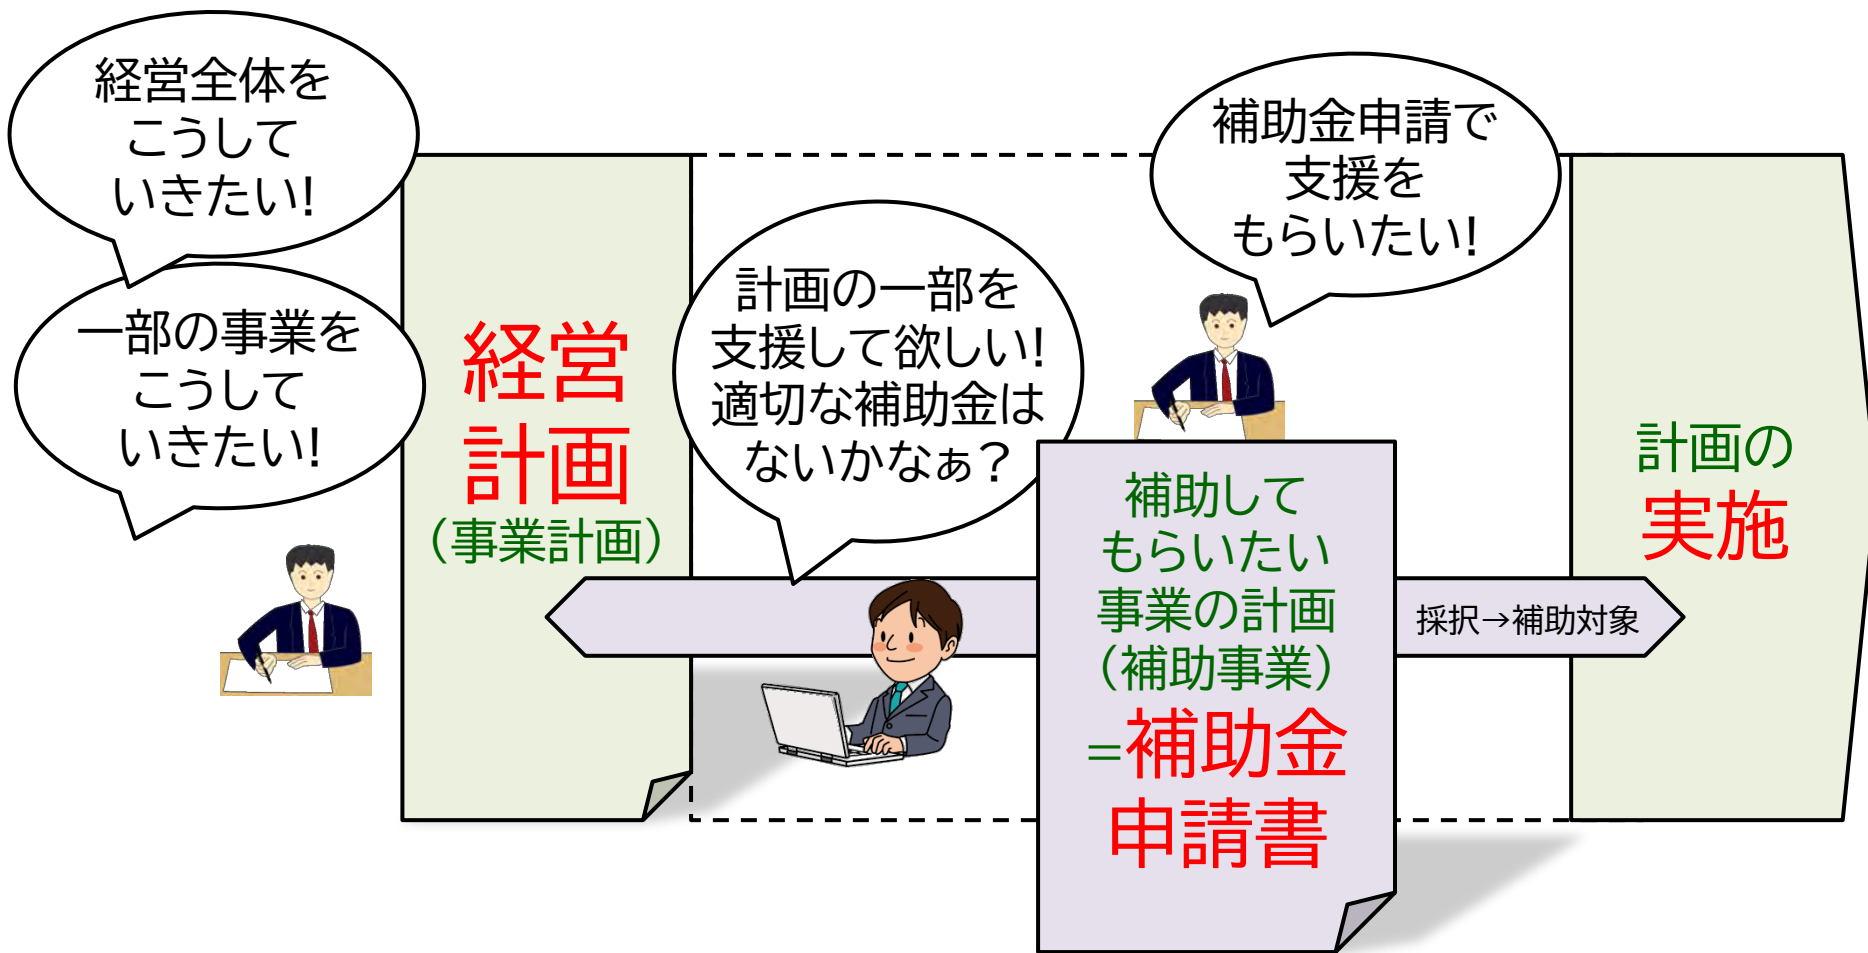 経営全体を
こうして
いきたい!
一部の事業を
こうして
いきたい!
経営
計画
（事業計画）
計画の一部を
支援して欲しい!
適切な補助金は
ないかなぁ？
補助金申請で
支援を
もらいたい!
補助して
もらいたい
事業の計画
（補助事業）
=補助金
申請書
採択→補助対象
計画の
実施